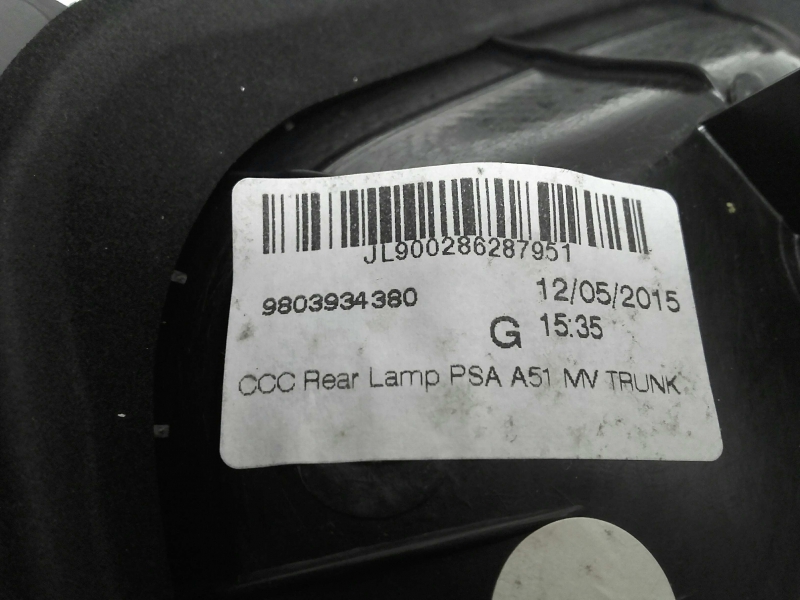 JL900286287951
9803934380
12/05/2015
G 15:35
CCC Rear Lamp PSA A51 MV TRUNK